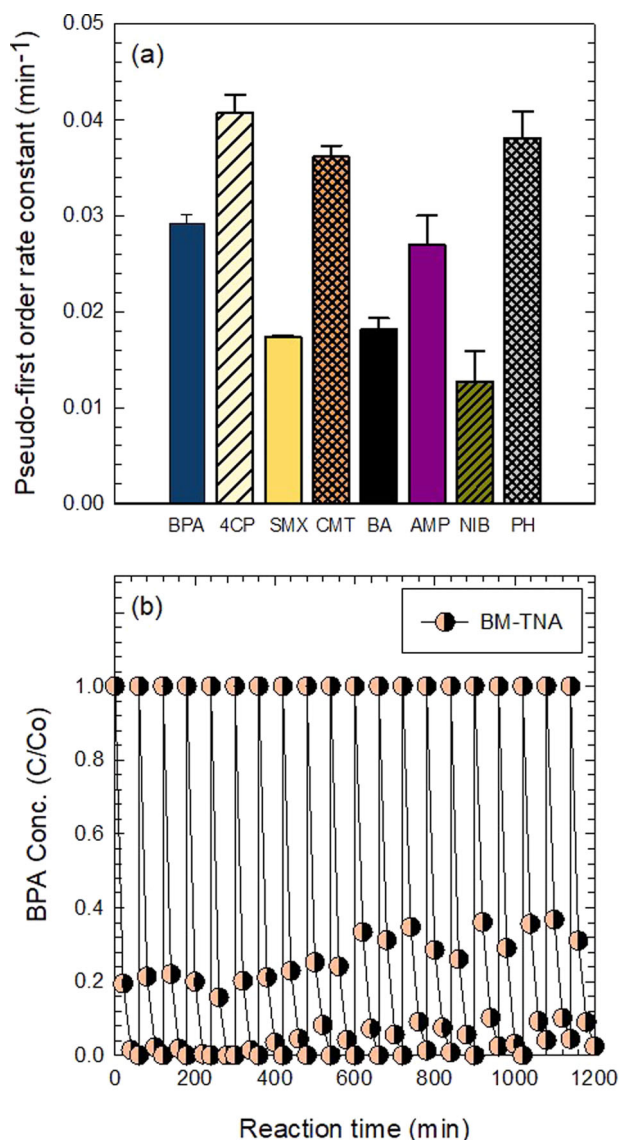 (a)
Pseudo-first order rate constant (min⁻¹)
0.05
0.04
0.03
0.02
0.01
0.00
BPA 4CP SMX CMT BA AMP NIB PH
(b)
BM-TNA
BPA Conc. (C/Co)
1.0
0.8
0.6
0.4
0.2
0.0
0 200 400 600 800 1000 1200
Reaction time (min)